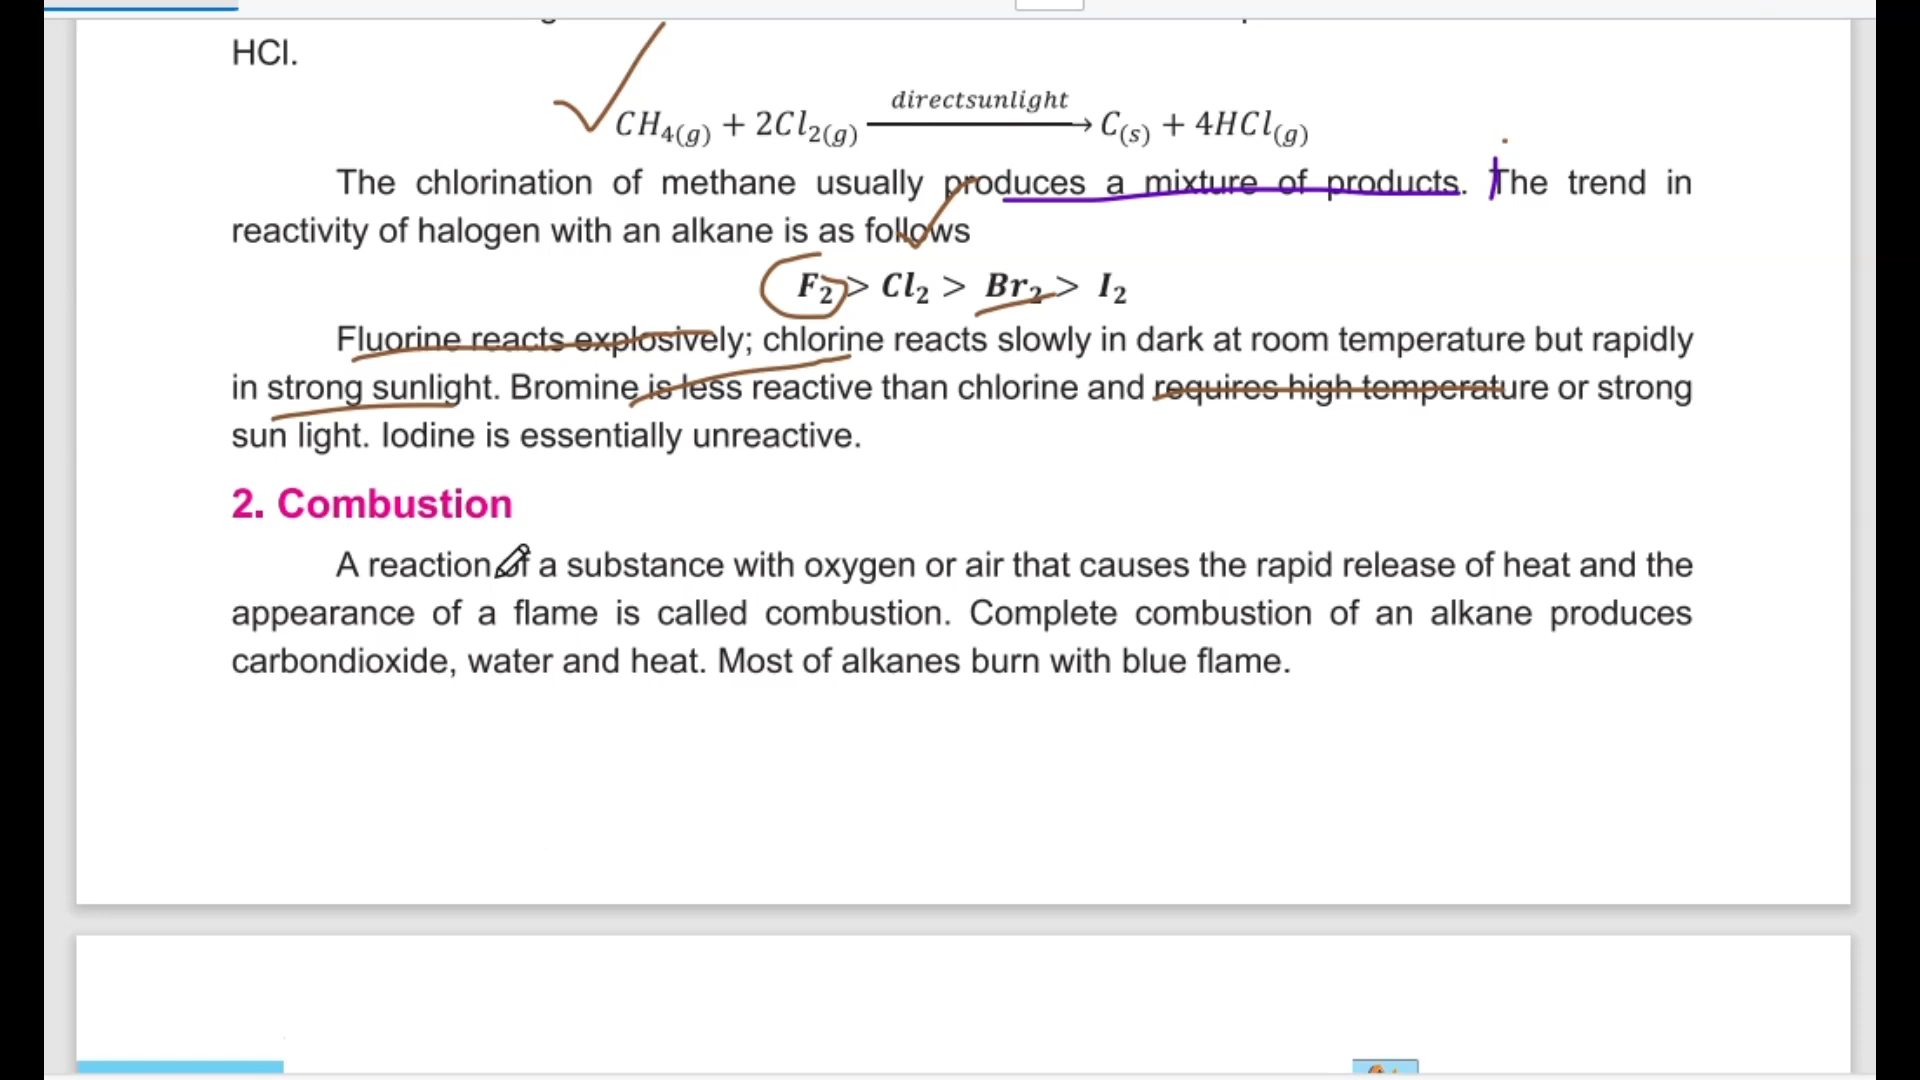 HCl.
directsunlight
CH4(g) + 2Cl2(g) → C(s) + 4HCl(g)
The chlorination of methane usually produces a mixture of products. The trend in
reactivity of halogen with an alkane is as follows
F2 > Cl2 > Br2 > I2
Fluorine reacts explosively; chlorine reacts slowly in dark at room temperature but rapidly
in strong sunlight. Bromine is less reactive than chlorine and requires high temperature or strong
sun light. Iodine is essentially unreactive.
2. Combustion
A reaction of a substance with oxygen or air that causes the rapid release of heat and the
appearance of a flame is called combustion. Complete combustion of an alkane produces
carbondioxide, water and heat. Most of alkanes burn with blue flame.